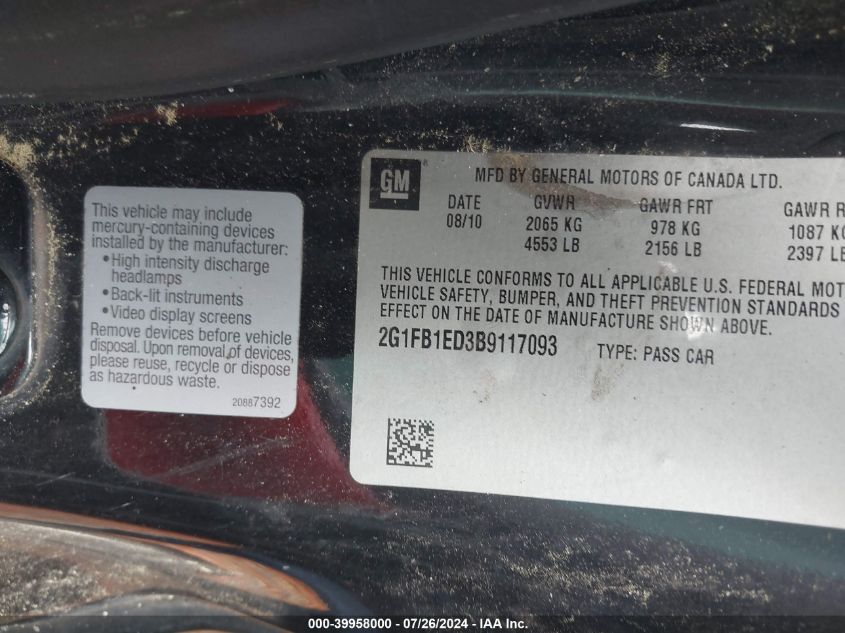 This vehicle may include
mercury-containing devices
installed by the manufacturer:
•High intensity discharge
headlamps
•Back-lit instruments
•Video display screens
Remove devices before vehicle
disposal. Upon removal of devices,
please reuse, recycle or dispose
as hazardous waste.
20887392
GM
MFD BY GENERAL MOTORS OF CANADA LTD.
DATE GVWR GAWR FRT GAWR R
08/10 2065 KG 978 KG 1087 KG
4553 LB 2156 LB 2397 LB
THIS VEHICLE CONFORMS TO ALL APPLICABLE U.S. FEDERAL MOT
VEHICLE SAFETY, BUMPER, AND THEFT PREVENTION STANDARDS
EFFECT ON THE DATE OF MANUFACTURE SHOWN ABOVE.
2G1FB1ED3B9117093 TYPE: PASS CAR
000-39958000 - 07/26/2024 - WWW.IAAI.COM